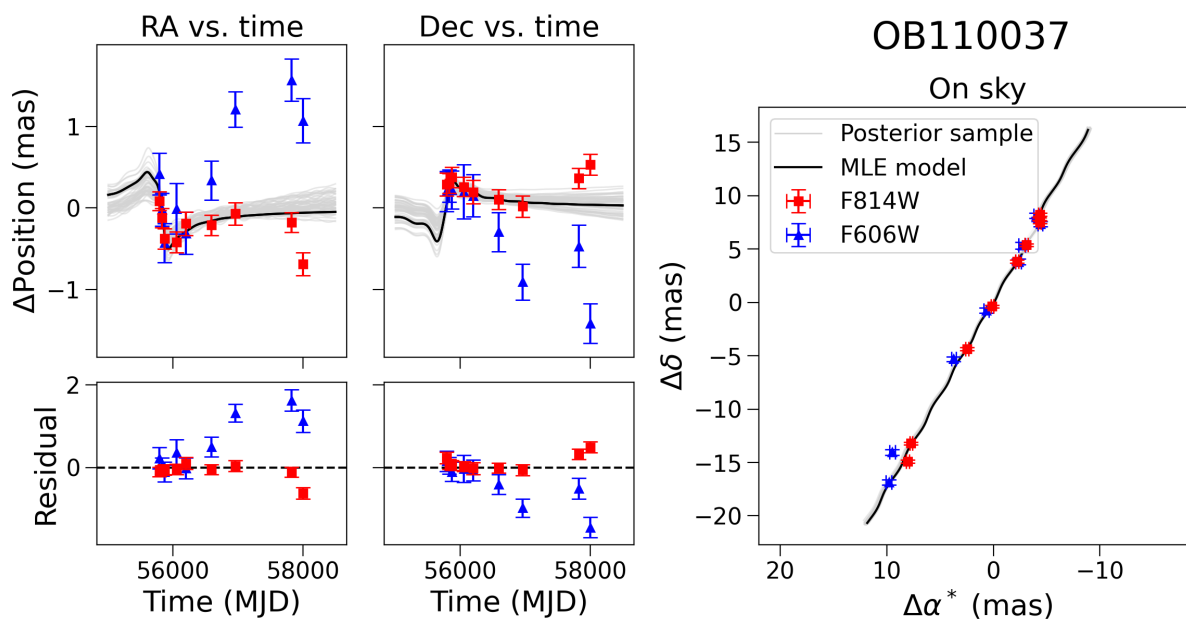 RA vs. time
Dec vs. time
OB110037
On sky
ΔPosition (mas)
1
0
−1
Residual
2
0
56000
58000
56000
58000
Time (MJD)
Time (MJD)
Posterior sample
MLE model
F814W
F606W
Δδ (mas)
15
10
5
0
−5
−10
−15
−20
20
10
0
−10
Δα* (mas)